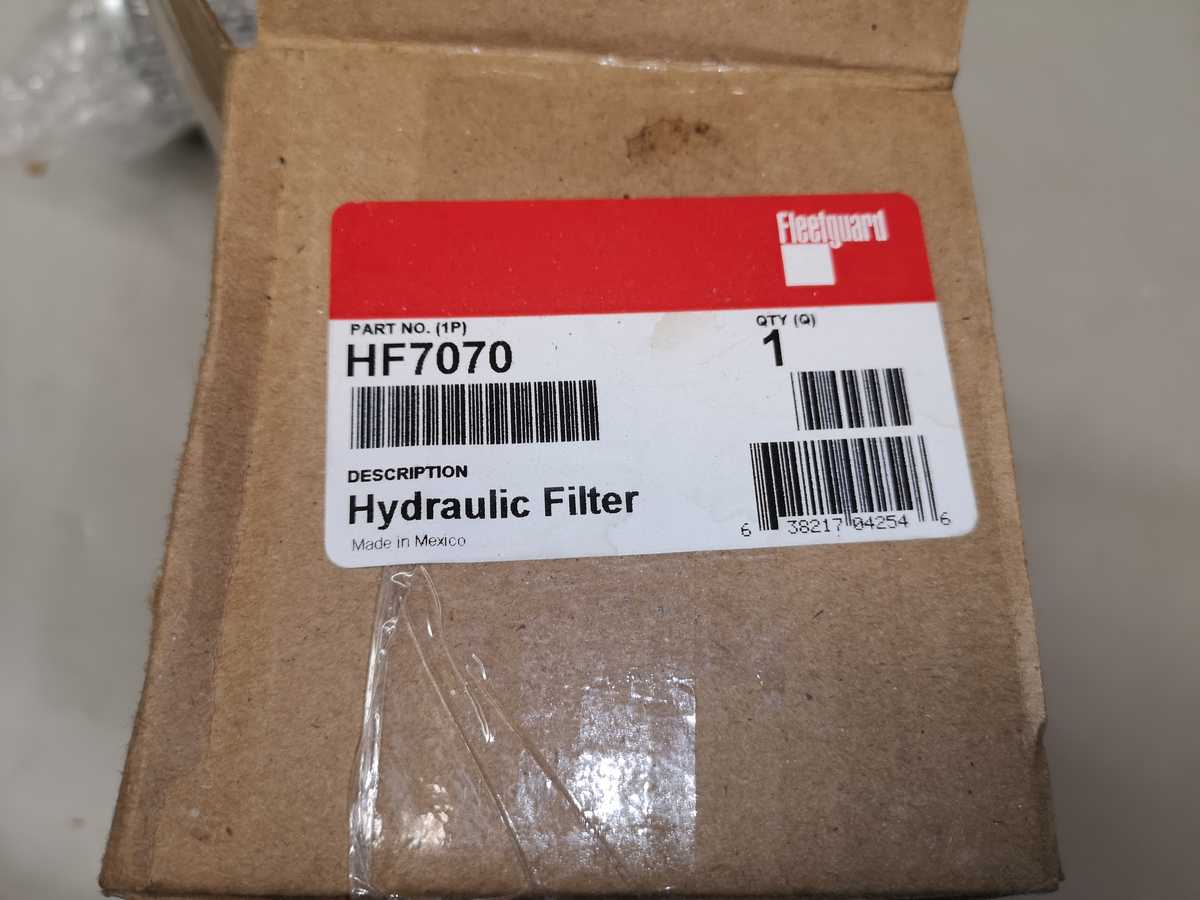 Fleetguard
PART NO. (1P)
HF7070
QTY (Q)
1
DESCRIPTION
Hydraulic Filter
Made in Mexico
6 38217 04254 6